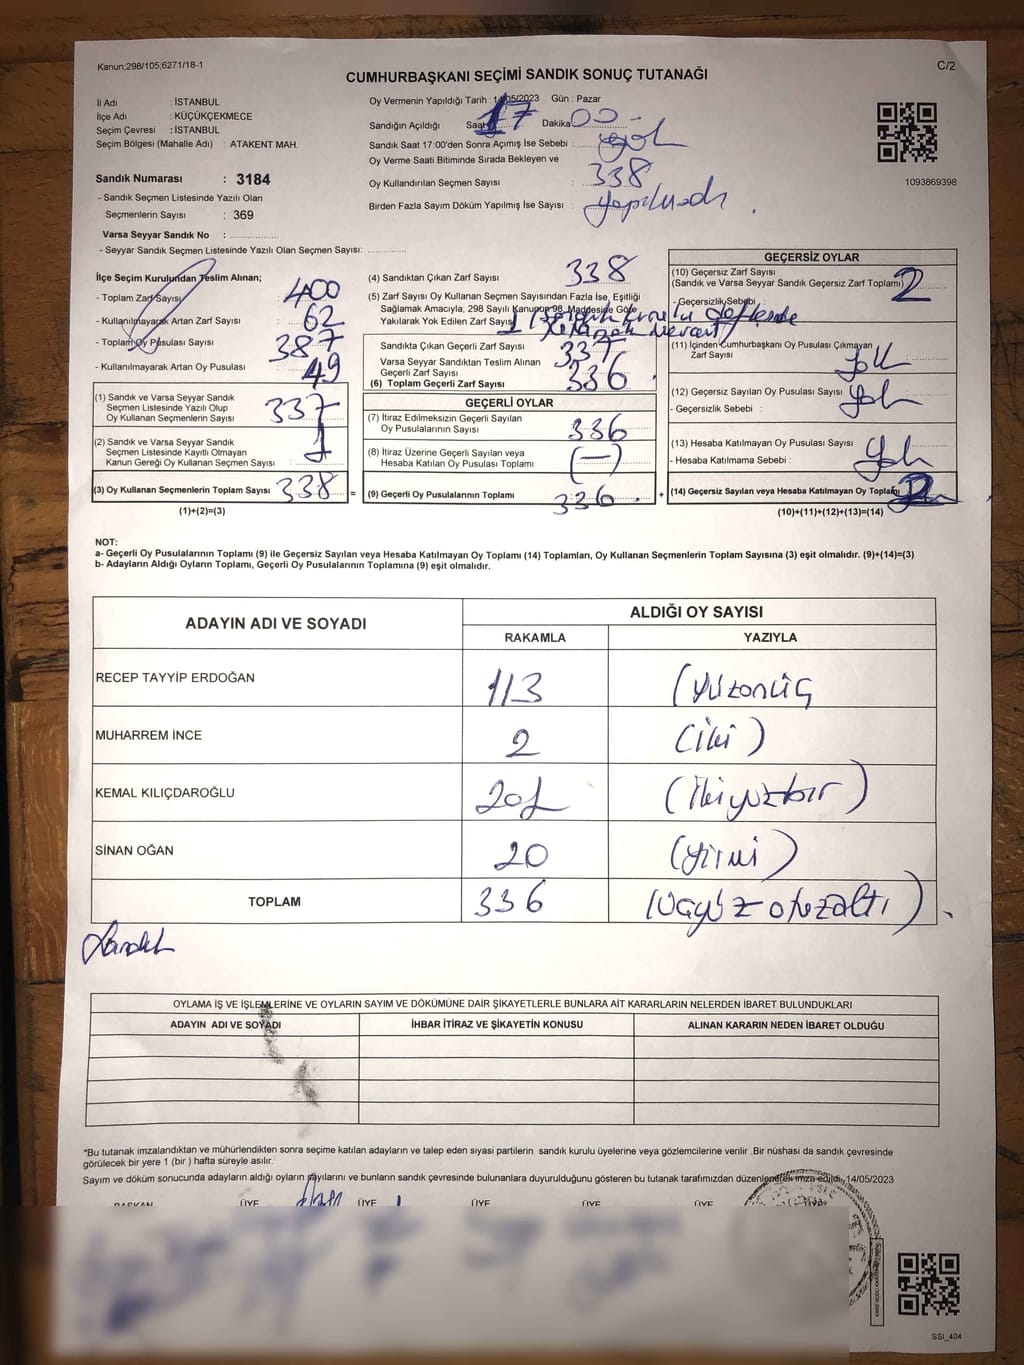 Kanun;298/105;6271/18-1
C/2
CUMHURBAŞKANI SEÇİMİ SANDIK SONUÇ TUTANAĞI
İl Adı : İSTANBUL
İlçe Adı : KÜÇÜKÇEKMECE
Seçim Çevresi : İSTANBUL
Seçim Bölgesi (Mahalle Adı) : ATAKENT MAH.
Sandık Numarası : 3184
- Sandık Seçmen Listesinde Yazılı Olan
Seçmenlerin Sayısı : 369
Varsa Seyyar Sandık No :
- Seyyar Sandık Seçmen Listesinde Yazılı Olan Seçmen Sayısı:
Oy Vermenin Yapıldığı Tarih : 14/05/2023 Gün : Pazar
Sandığın Açıldığı Saat 17 Dakika 00
Sandık Saat 17:00'den Sonra Açımış İse Sebebi :
Oy Verme Saati Bitiminde Sırada Bekleyen ve
Oy Kullandırılan Seçmen Sayısı : 338
Birden Fazla Sayım Döküm Yapılmış İse Sayısı : yapılmadı.
1093869398
İlçe Seçim Kurulundan Teslim Alınan;
- Toplam Zarf Sayısı : 400
- Kullanılmayarak Artan Zarf Sayısı : 62
- Toplam Oy Pusulası Sayısı : 387
- Kullanılmayarak Artan Oy Pusulası : 49
(1) Sandık ve Varsa Seyyar Sandık
Seçmen Listesinde Yazılı Olup
Oy Kullanan Seçmenlerin Sayısı : 337
(2) Sandık ve Varsa Seyyar Sandık
Seçmen Listesinde Kayıtlı Olmayan
Kanun Gereği Oy Kullanan Seçmen Sayısı : 1
(3) Oy Kullanan Seçmenlerin Toplam Sayısı : 338
(1)+(2)=(3)
=
(4) Sandıktan Çıkan Zarf Sayısı : 338
(5) Zarf Sayısı Oy Kullanan Seçmen Sayısından Fazla İse, Eşitliği
Sağlamak Amacıyla; 298 Sayılı Kanunun 98. Maddeside Göre
Yakılarak Yok Edilen Zarf Sayısı 1
Sandıkta Çıkan Geçerli Zarf Sayısı : 337
Varsa Seyyar Sandıktan Teslim Alınan
Geçerli Zarf Sayısı
(6) Toplam Geçerli Zarf Sayısı : 336
GEÇERLİ OYLAR
(7) İtiraz Edilmeksizin Geçerli Sayılan
Oy Pusulalarının Sayısı : 336
(8) İtiraz Üzerine Geçerli Sayılan veya
Hesaba Katılan Oy Pusulası Toplamı : (—)
(9) Geçerli Oy Pusulalarının Toplamı : 336.
+
GEÇERSİZ OYLAR
(10) Geçersiz Zarf Sayısı
(Sandık ve Varsa Seyyar Sandık Geçersiz Zarf Toplamı) : 2
- Geçersizlik Sebebi :
(11) İçinden Cumhurbaşkanı Oy Pusulası Çıkmayan
Zarf Sayısı : yok
(12) Geçersiz Sayılan Oy Pusulası Sayısı : yok
- Geçersizlik Sebebi :
(13) Hesaba Katılmayan Oy Pusulası Sayısı : yok
- Hesaba Katılmama Sebebi :
(14) Geçersiz Sayılan veya Hesaba Katılmayan Oy Toplamı 2
(10)+(11)+(12)+(13)=(14)
NOT:
a- Geçerli Oy Pusulalarının Toplamı (9) ile Geçersiz Sayılan veya Hesaba Katılmayan Oy Toplamı (14) Toplamları, Oy Kullanan Seçmenlerin Toplam Sayısına (3) eşit olmalıdır. (9)+(14)=(3)
b- Adayların Aldığı Oyların Toplamı, Geçerli Oy Pusulalarının Toplamına (9) eşit olmalıdır.
ADAYIN ADI VE SOYADI
ALDIĞI OY SAYISI
RAKAMLA YAZIYLA
RECEP TAYYİP ERDOĞAN 113 (yüzonüç
MUHARREM İNCE 2 (iki)
KEMAL KILIÇDAROĞLU 201 (ikiyüzbir)
SİNAN OĞAN 20 (yirmi)
TOPLAM 336 (üçyüz otuzaltı).
OYLAMA İŞ VE İŞLEMLERİNE VE OYLARIN SAYIM VE DÖKÜMÜNE DAİR ŞİKAYETLERLE BUNLARA AİT KARARLARIN NELERDEN İBARET BULUNDUKLARI
ADAYIN ADI VE SOYADI İHBAR İTİRAZ VE ŞİKAYETİN KONUSU ALINAN KARARIN NEDEN İBARET OLDUĞU
*Bu tutanak imzalandıktan ve mühürlendikten sonra seçime katılan adayların ve talep eden siyasi partilerin sandık kurulu üyelerine veya gözlemcilerine verilir .Bir nüshası da sandık çevresinde
görülecek bir yere 1 (bir ) hafta süreyle asılır.
Sayım ve döküm sonucunda adayların aldığı oyların sayılarını ve bunların sandık çevresinde bulunanlara duyurulduğunu gösteren bu tutanak tarafımızdan düzenlenerek imza edildi. 14/05/2023
BAŞKAN ÜYE ÜYE ÜYE ÜYE ÜYE
SSI_404